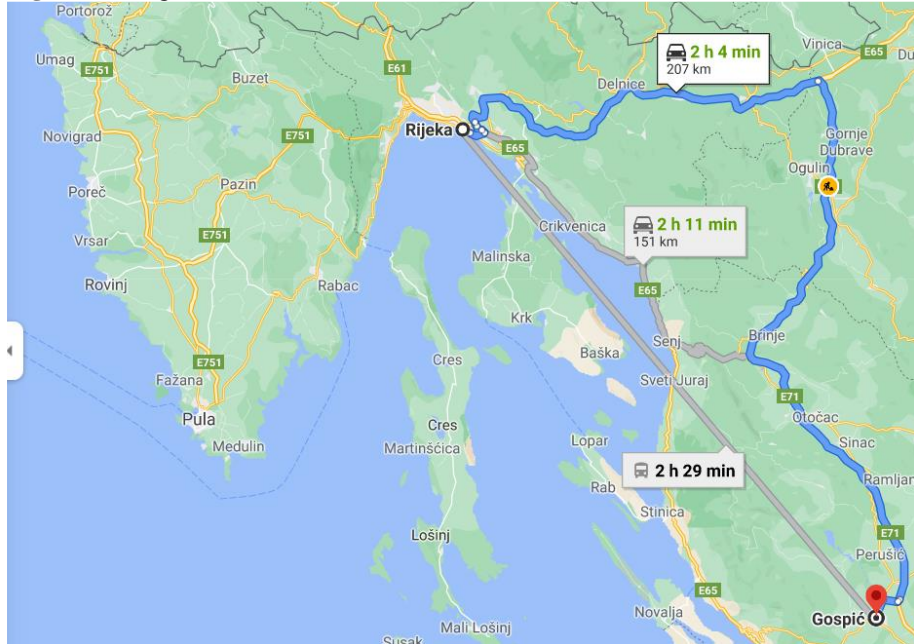 Portorož
Umag
E751
Buzet
E61
Delnice
2 h 4 min
207 km
Vinica
E65
Du
Novigrad
E751
Rijeka
E65
Gornje
Dubrave
Ogulin
Poreč
Pazin
Vrsar
E751
Crikvenica
2 h 11 min
151 km
Malinska
Rovinj
Rabac
E65
Krk
Brinje
Senj
Baška
E751
Cres
Sveti Juraj
Fažana
E71
Pula
Cres
Martinšćica
Otočac
Medulin
Lopar
Sinac
2 h 29 min
Rab
Ramljan
Stinica
Lošinj
E71
Perušić
E65
Novalja
Gospić
Mali Lošinj
Susak